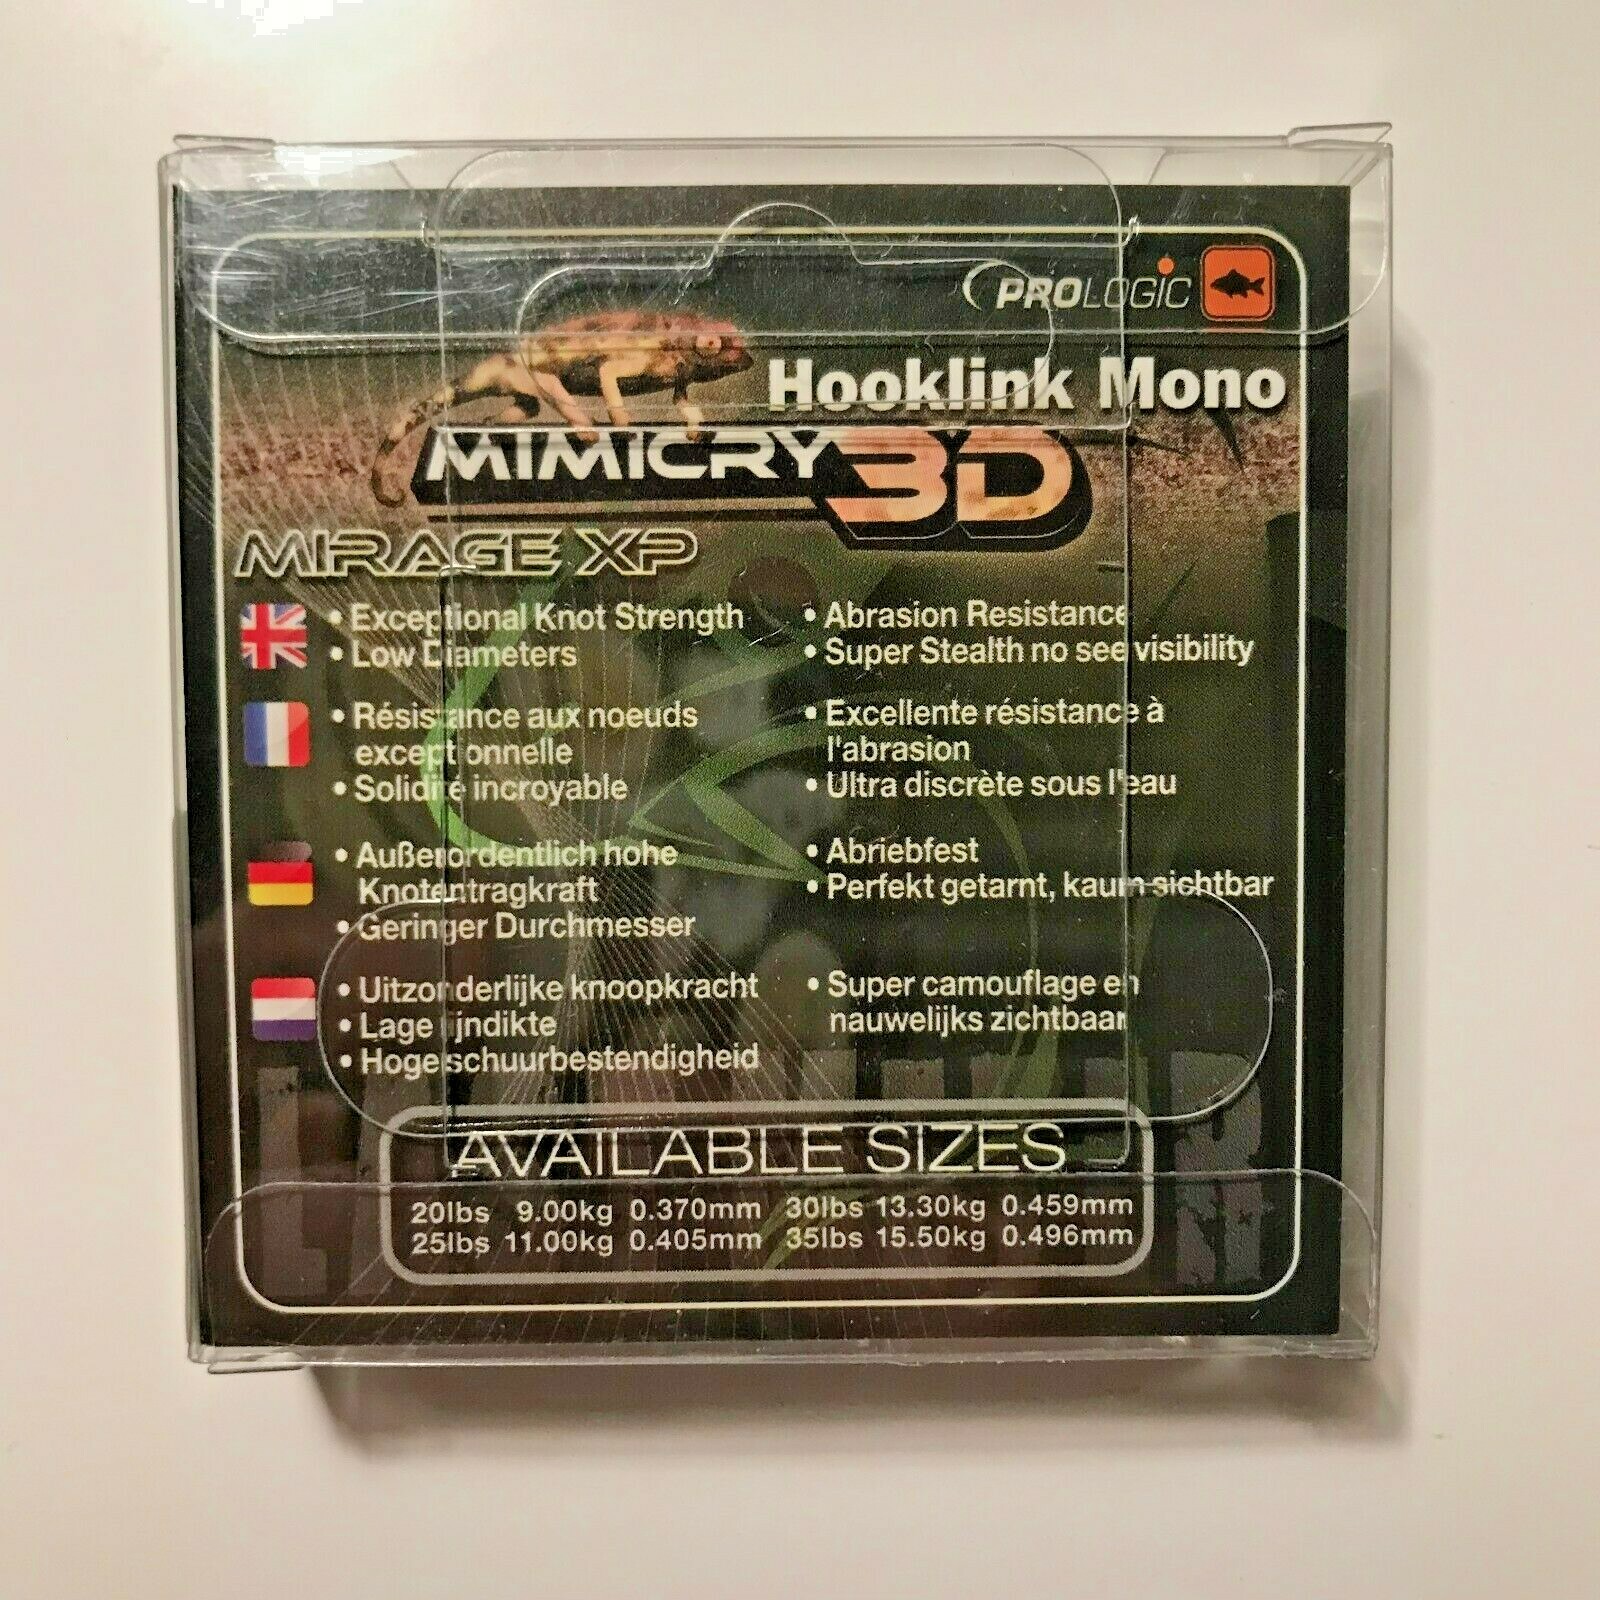 PROLOGIC
Hooklink Mono
MIMICRY 3D
MIRAGE XP
• Exceptional Knot Strength
• Low Diameters
• Abrasion Resistance
• Super Stealth no see visibility
• Résistance aux noeuds
exceptionnelle
• Solidité incroyable
• Excellente résistance à
l'abrasion
• Ultra discrète sous l'eau
• Außerordentlich hohe
Knotentragkraft
• Geringer Durchmesser
• Abriebfest
• Perfekt getarnt, kaum sichtbar
• Uitzonderlijke knoopkracht
• Lage lijndikte
• Hoge schuurbestendigheid
• Super camouflage en
nauwelijks zichtbaar
AVAILABLE SIZES
20lbs 9.00kg 0.370mm 30lbs 13.30kg 0.459mm
25lbs 11.00kg 0.405mm 35lbs 15.50kg 0.496mm